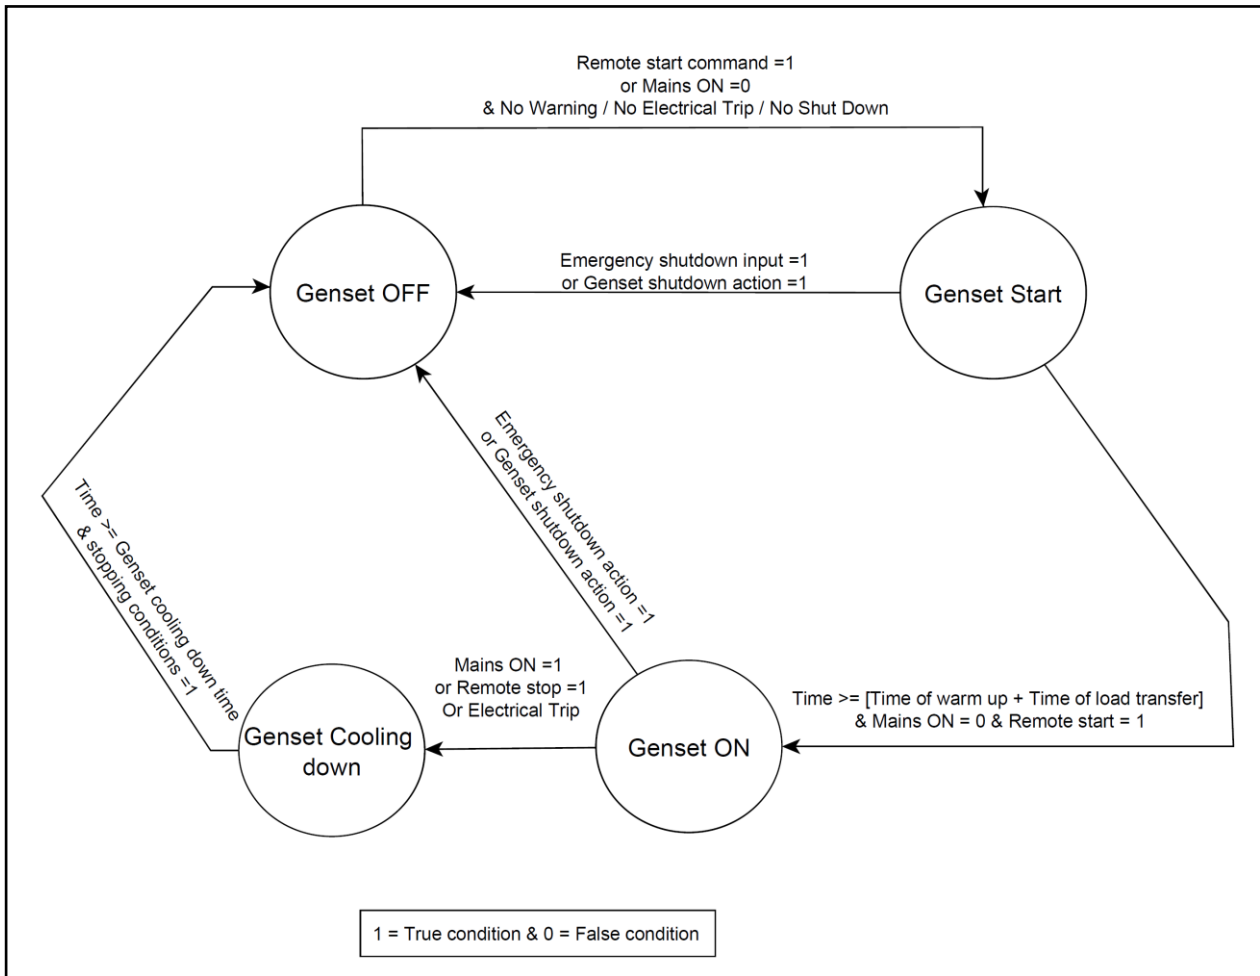 Remote start command =1
or Mains ON =0
& No Warning / No Electrical Trip / No Shut Down
Genset OFF
Emergency shutdown input =1
or Genset shutdown action =1
Genset Start
Emergency shutdown action =1
or Genset shutdown action =1
Time >= Genset cooling down time
& stopping conditions =1
Mains ON =1
or Remote stop =1
Or Electrical Trip
Time >= [Time of warm up + Time of load transfer]
& Mains ON = 0 & Remote start = 1
Genset Cooling
down
Genset ON
1 = True condition & 0 = False condition